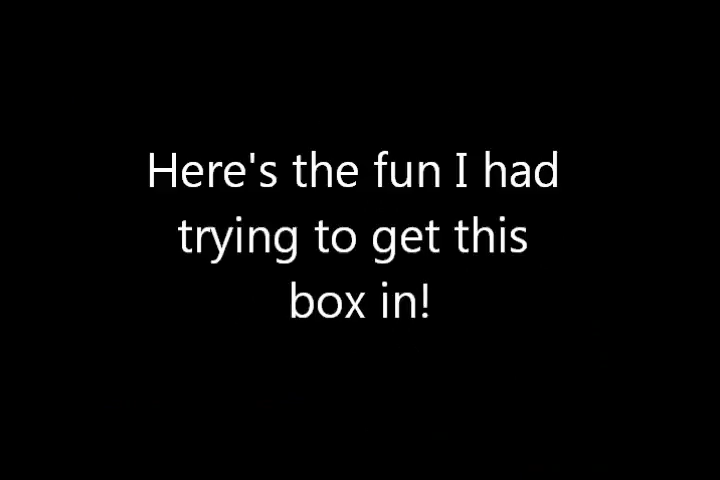 Here's the fun I had
trying to get this
box in!